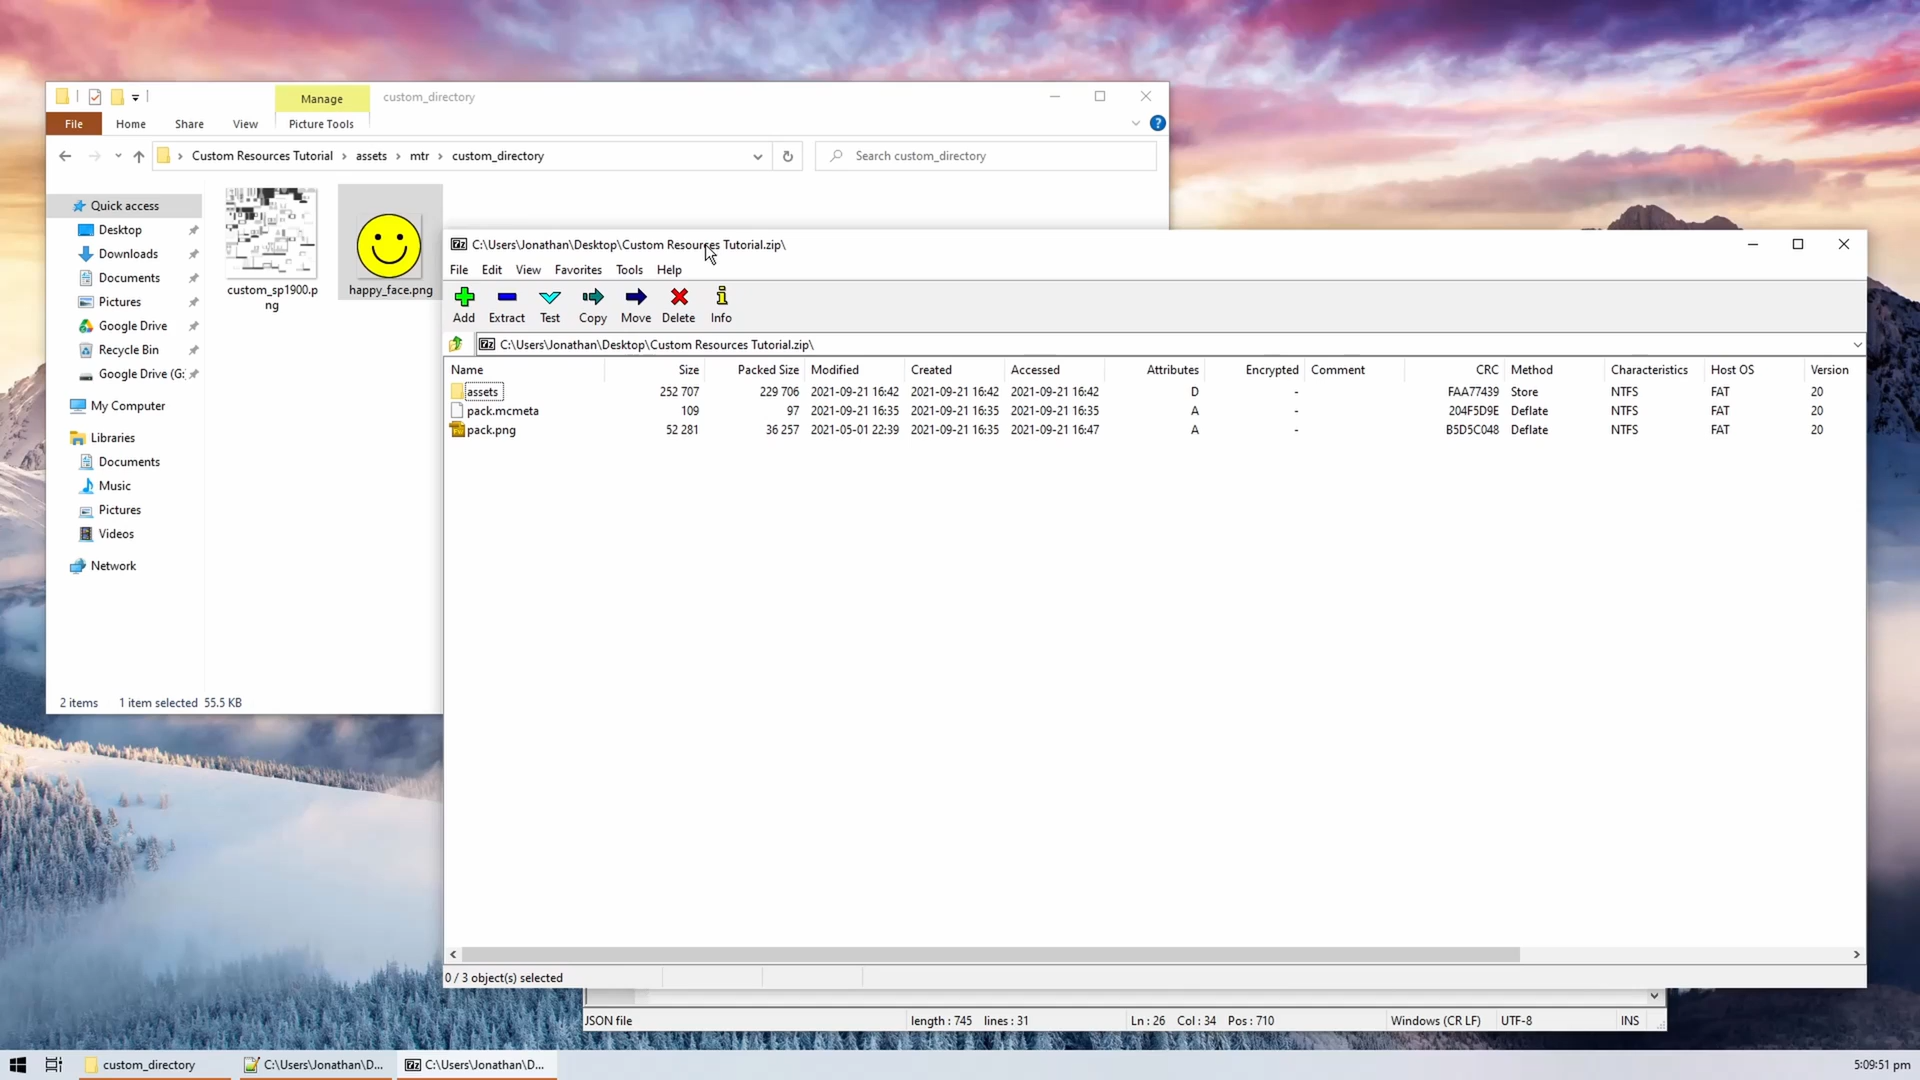 Manage
custom_directory
File
Home
Share
View
Picture Tools
Custom Resources Tutorial
assets
mtr
custom_directory
Search custom_directory
Quick access
Desktop
Downloads
Documents
Pictures
Google Drive
Recycle Bin
Google Drive (G:
My Computer
Libraries
Documents
Music
Pictures
Videos
Network
custom_sp1900.p
ng
happy_face.png
2 items
1 item selected 55.5 KB
C:\Users\Jonathan\Desktop\Custom Resources Tutorial.zip\
File Edit View Favorites Tools Help
Add Extract Test Copy Move Delete Info
C:\Users\Jonathan\Desktop\Custom Resources Tutorial.zip\
Name Size Packed Size Modified Created Accessed Attributes Encrypted Comment CRC Method Characteristics Host OS Version
assets 252 707 229 706 2021-09-21 16:42 2021-09-21 16:42 2021-09-21 16:42 D - FAA77439 Store NTFS FAT 20
pack.mcmeta 109 97 2021-09-21 16:35 2021-09-21 16:35 2021-09-21 16:35 A - 204F5D9E Deflate NTFS FAT 20
pack.png 52 281 36 257 2021-05-01 22:39 2021-09-21 16:35 2021-09-21 16:47 A - B5D5C048 Deflate NTFS FAT 20
0 / 3 object(s) selected
JSON file length : 745 lines : 31 Ln : 26 Col : 34 Pos : 710 Windows (CR LF) UTF-8 INS
custom_directory
C:\Users\Jonathan\D...
C:\Users\Jonathan\D...
5:09:51 pm